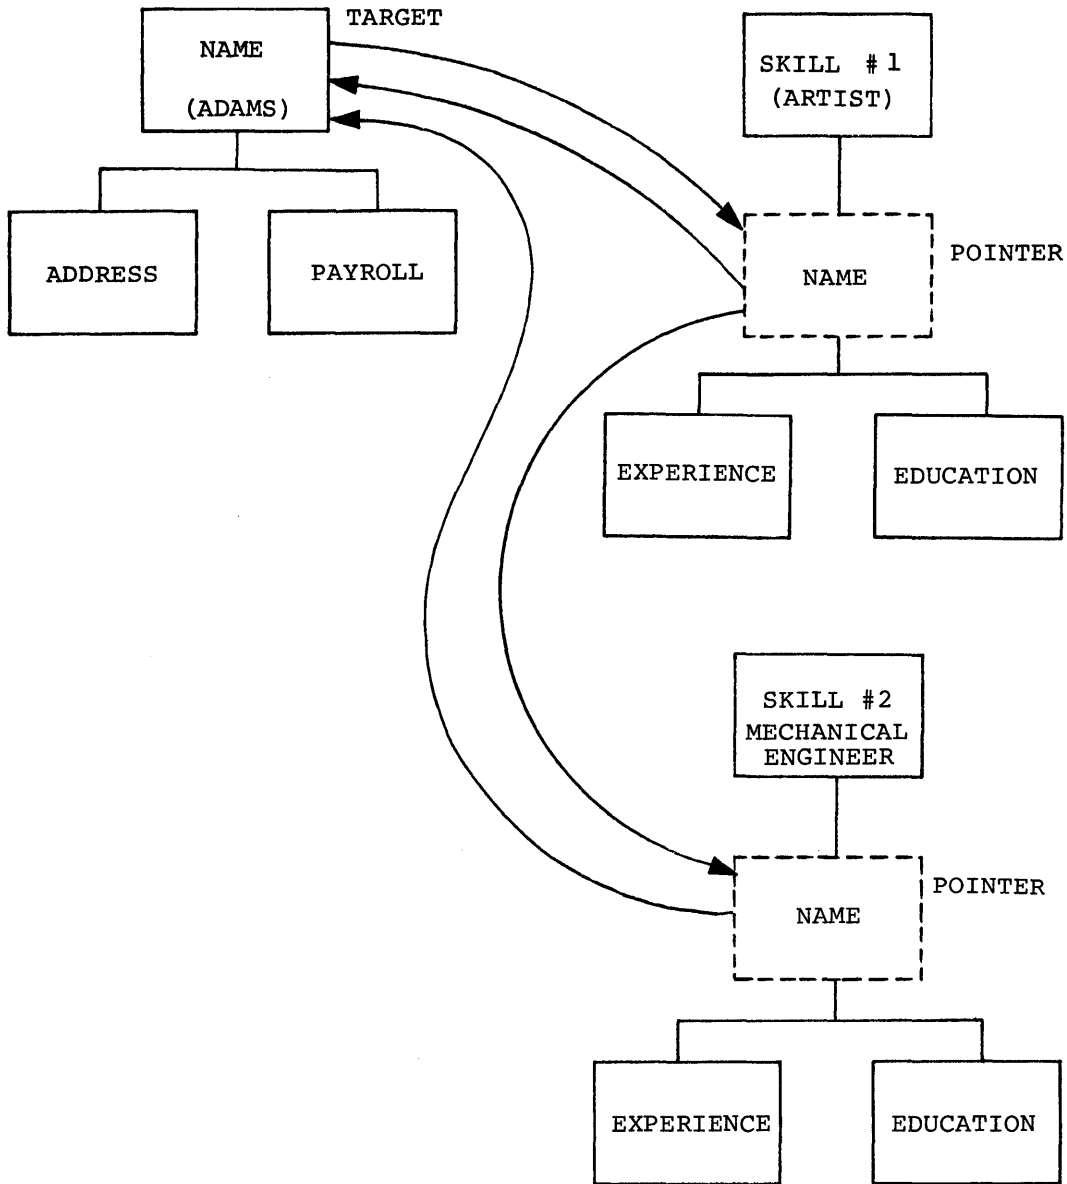 TARGET
NAME
(ADAMS)
ADDRESS
PAYROLL
SKILL #1
(ARTIST)
POINTER
NAME
EXPERIENCE
EDUCATION
SKILL #2
MECHANICAL
ENGINEER
POINTER
NAME
EXPERIENCE
EDUCATION